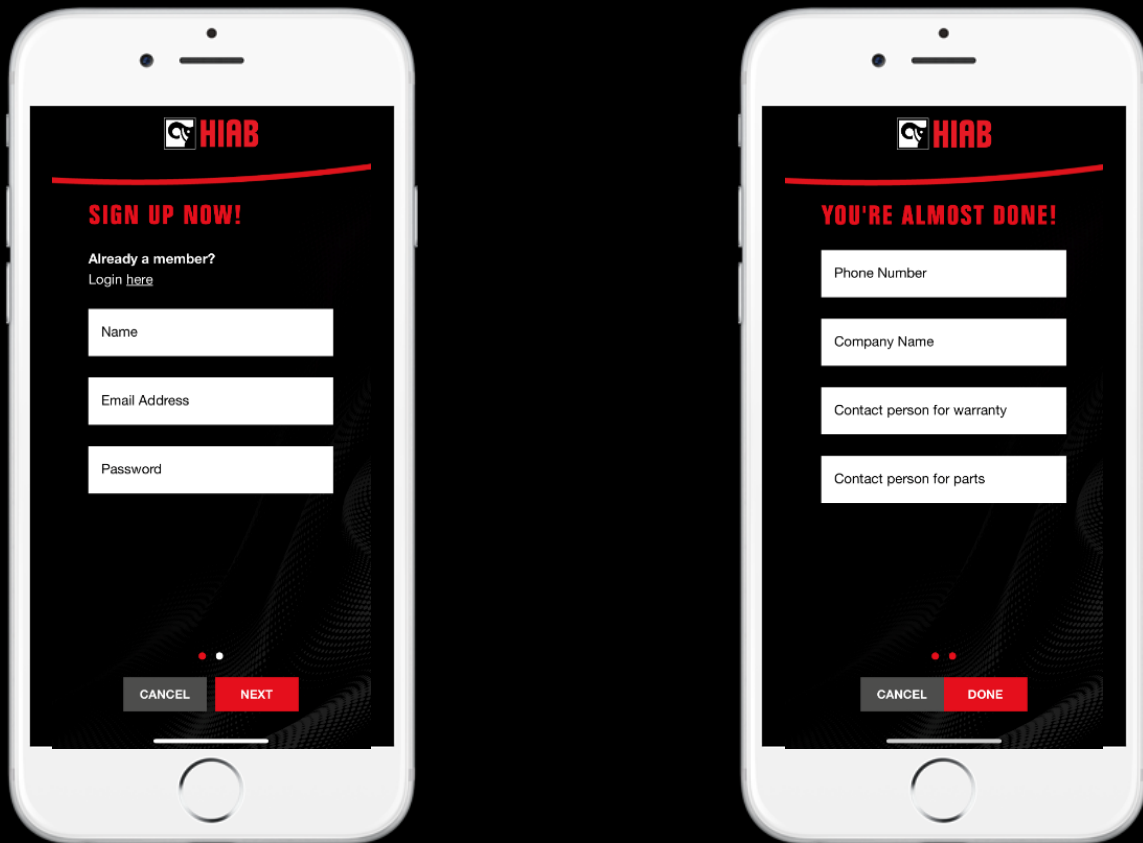 HIAB
SIGN UP NOW!
Already a member?
Login here
Name
Email Address
Password
CANCEL
NEXT
HIAB
YOU'RE ALMOST DONE!
Phone Number
Company Name
Contact person for warranty
Contact person for parts
CANCEL
DONE